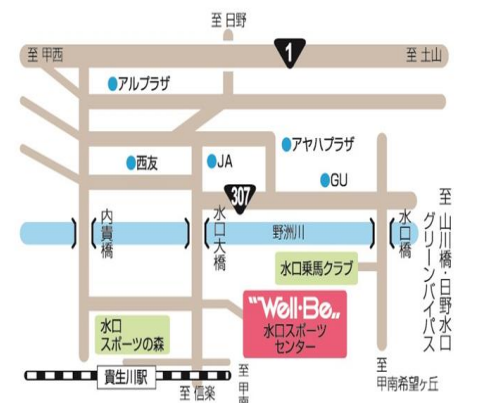 至 日野
至 甲西
1
至 土山
アルプラザ
アヤハプラザ
西友
JA
GU
307
内貴橋
水口大橋
野洲川
水口橋
至 山川橋・日野水口
グリーンバイパス
水口乗馬クラブ
"Well・Be"
水口スポーツ
センター
水口
スポーツの森
貴生川駅
至 信楽
至 甲南
至
甲南希望ヶ丘